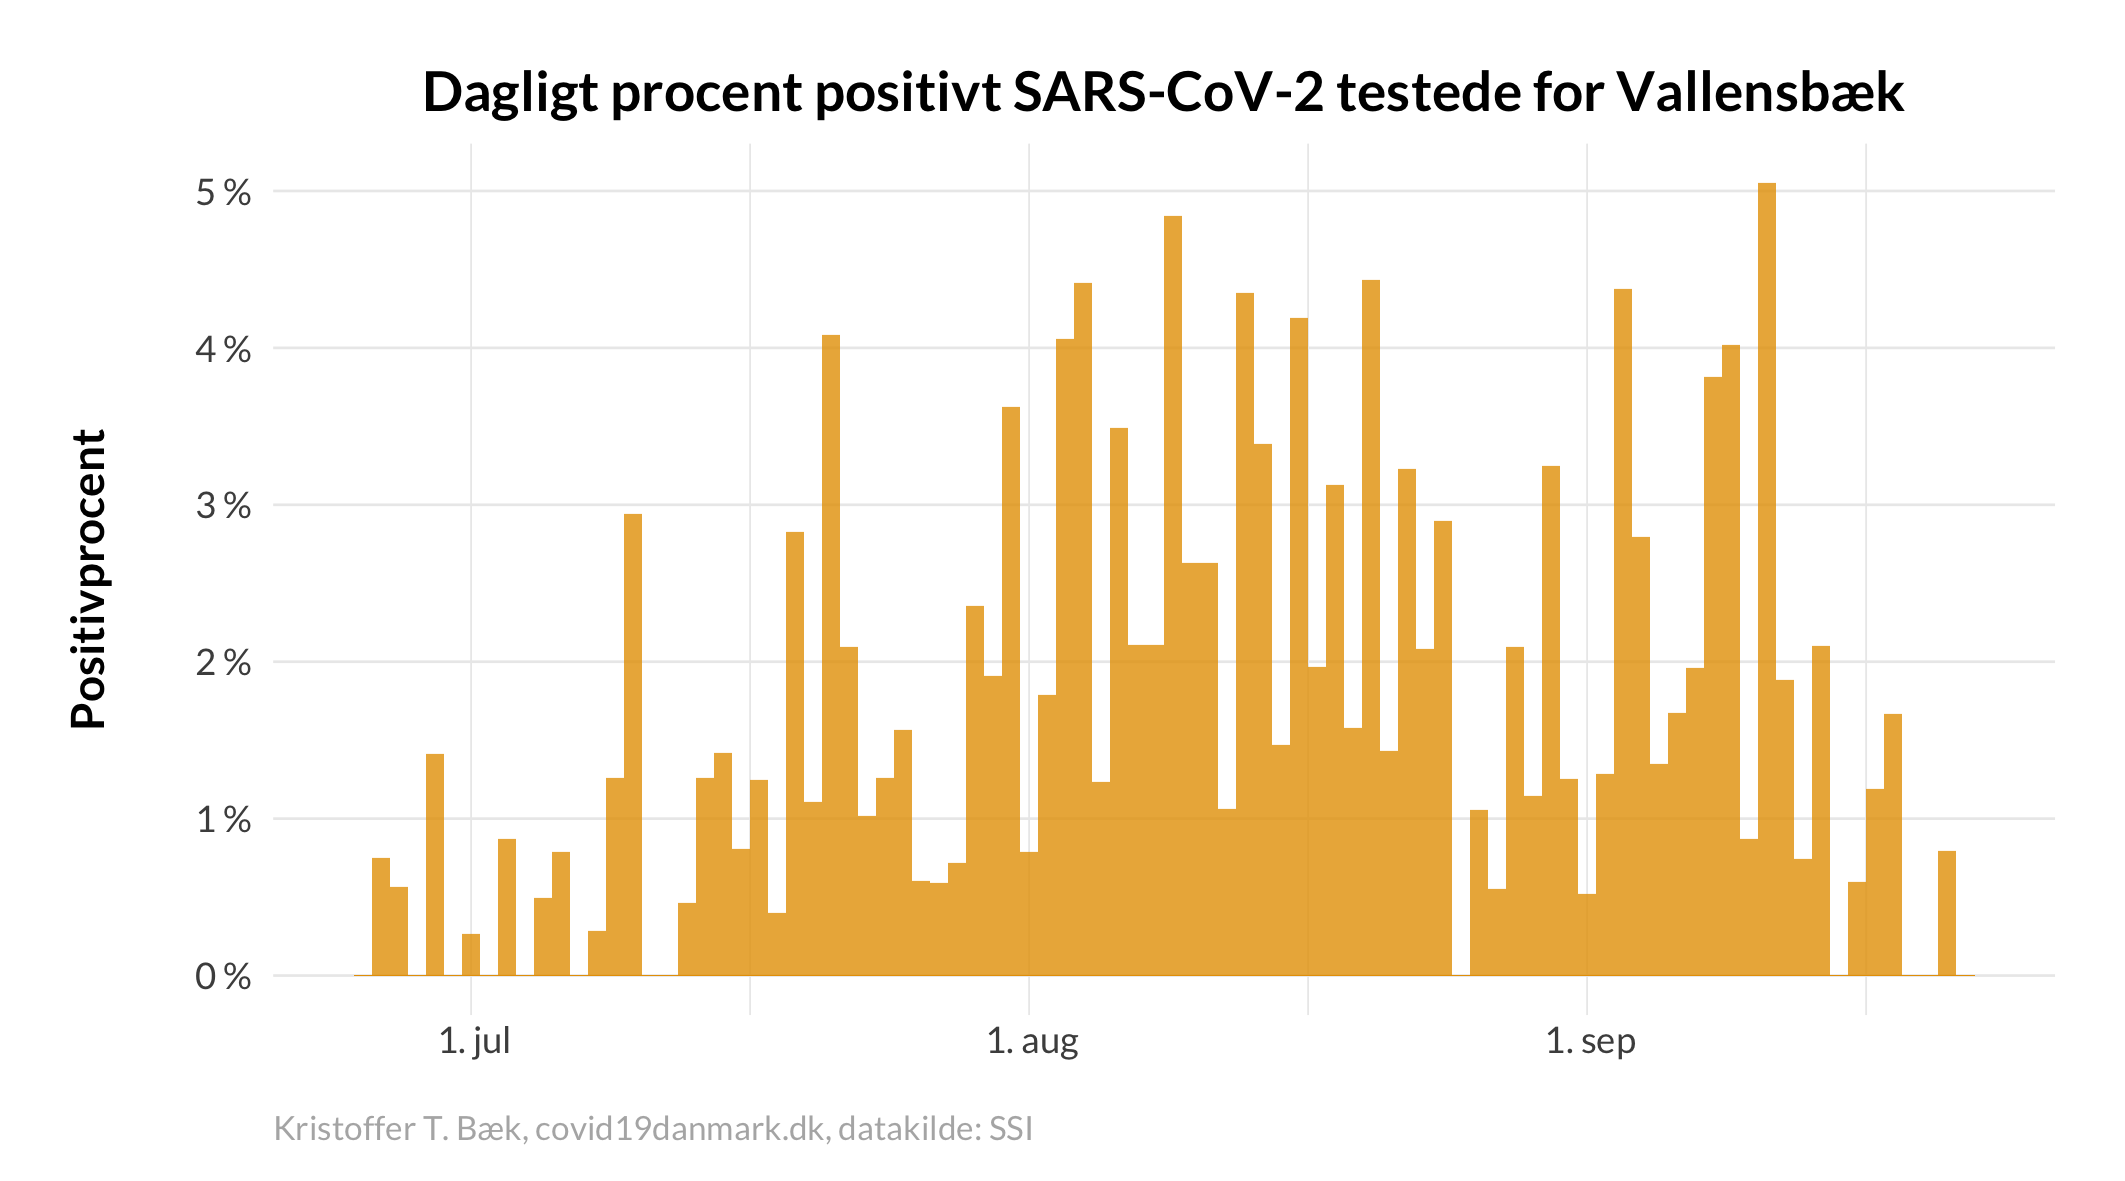 Dagligt procent positivt SARS-CoV-2 testede for Vallensbæk
Positivprocent
5 %
4 %
3 %
2 %
1 %
0 %
1. jul
1. aug
1. sep
Kristoffer T. Bæk, covid19danmark.dk, datakilde: SSI